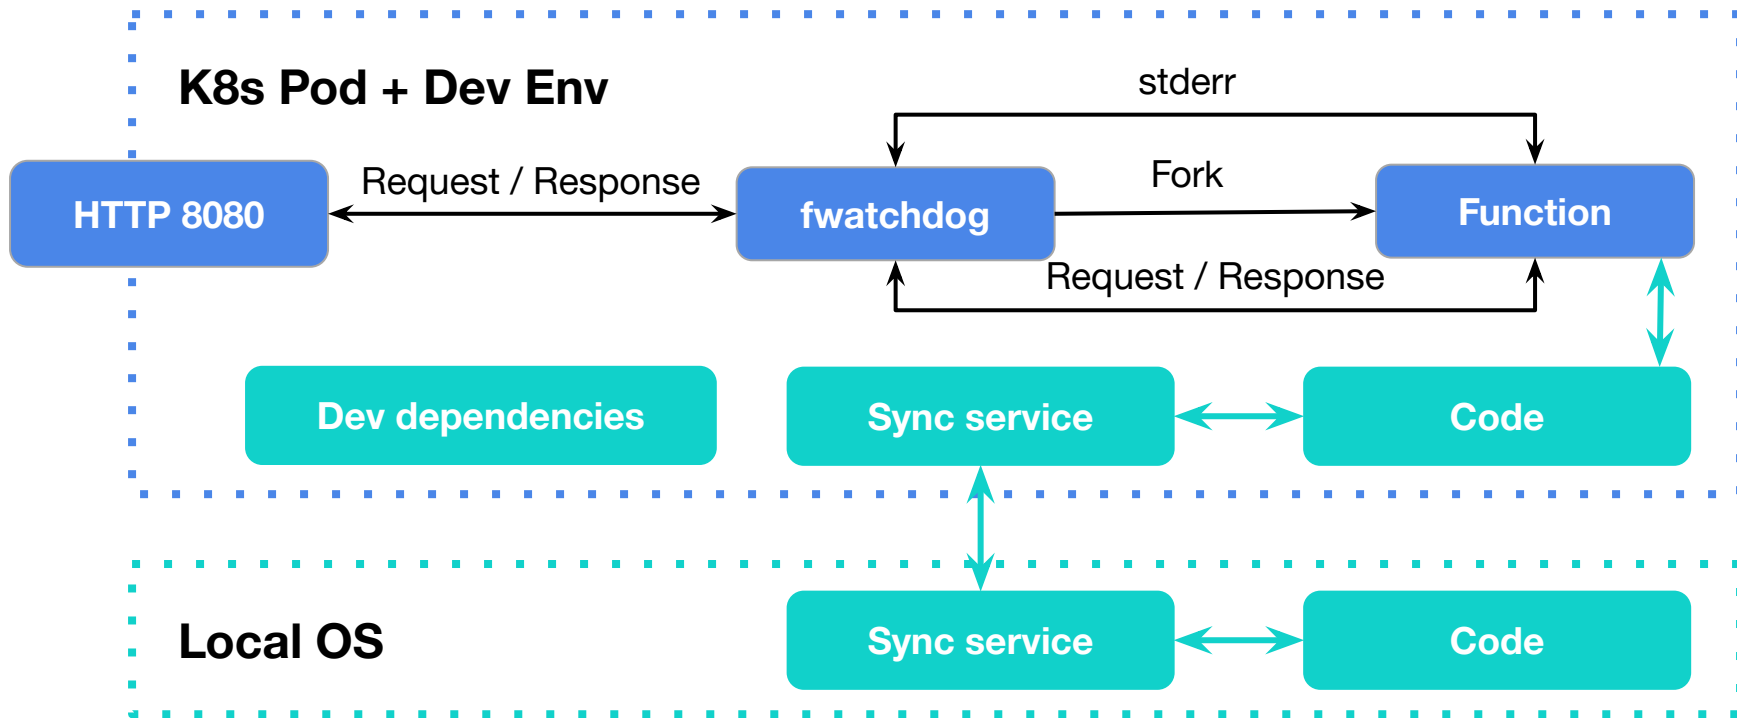 K8s Pod + Dev Env
stderr
HTTP 8080
Request / Response
fwatchdog
Fork
Function
Request / Response
Dev dependencies
Sync service
Code
Local OS
Sync service
Code